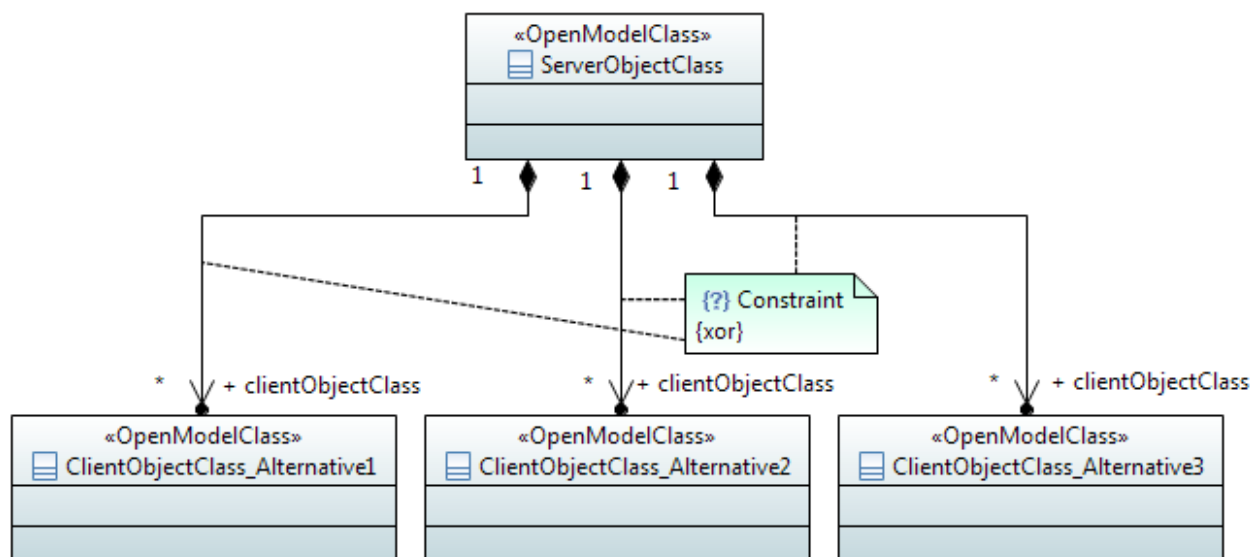 «OpenModelClass»
ServerObjectClass
1
1
1
{?} Constraint
{xor}
* + clientObjectClass
* + clientObjectClass
* + clientObjectClass
«OpenModelClass»
ClientObjectClass_Alternative1
«OpenModelClass»
ClientObjectClass_Alternative2
«OpenModelClass»
ClientObjectClass_Alternative3